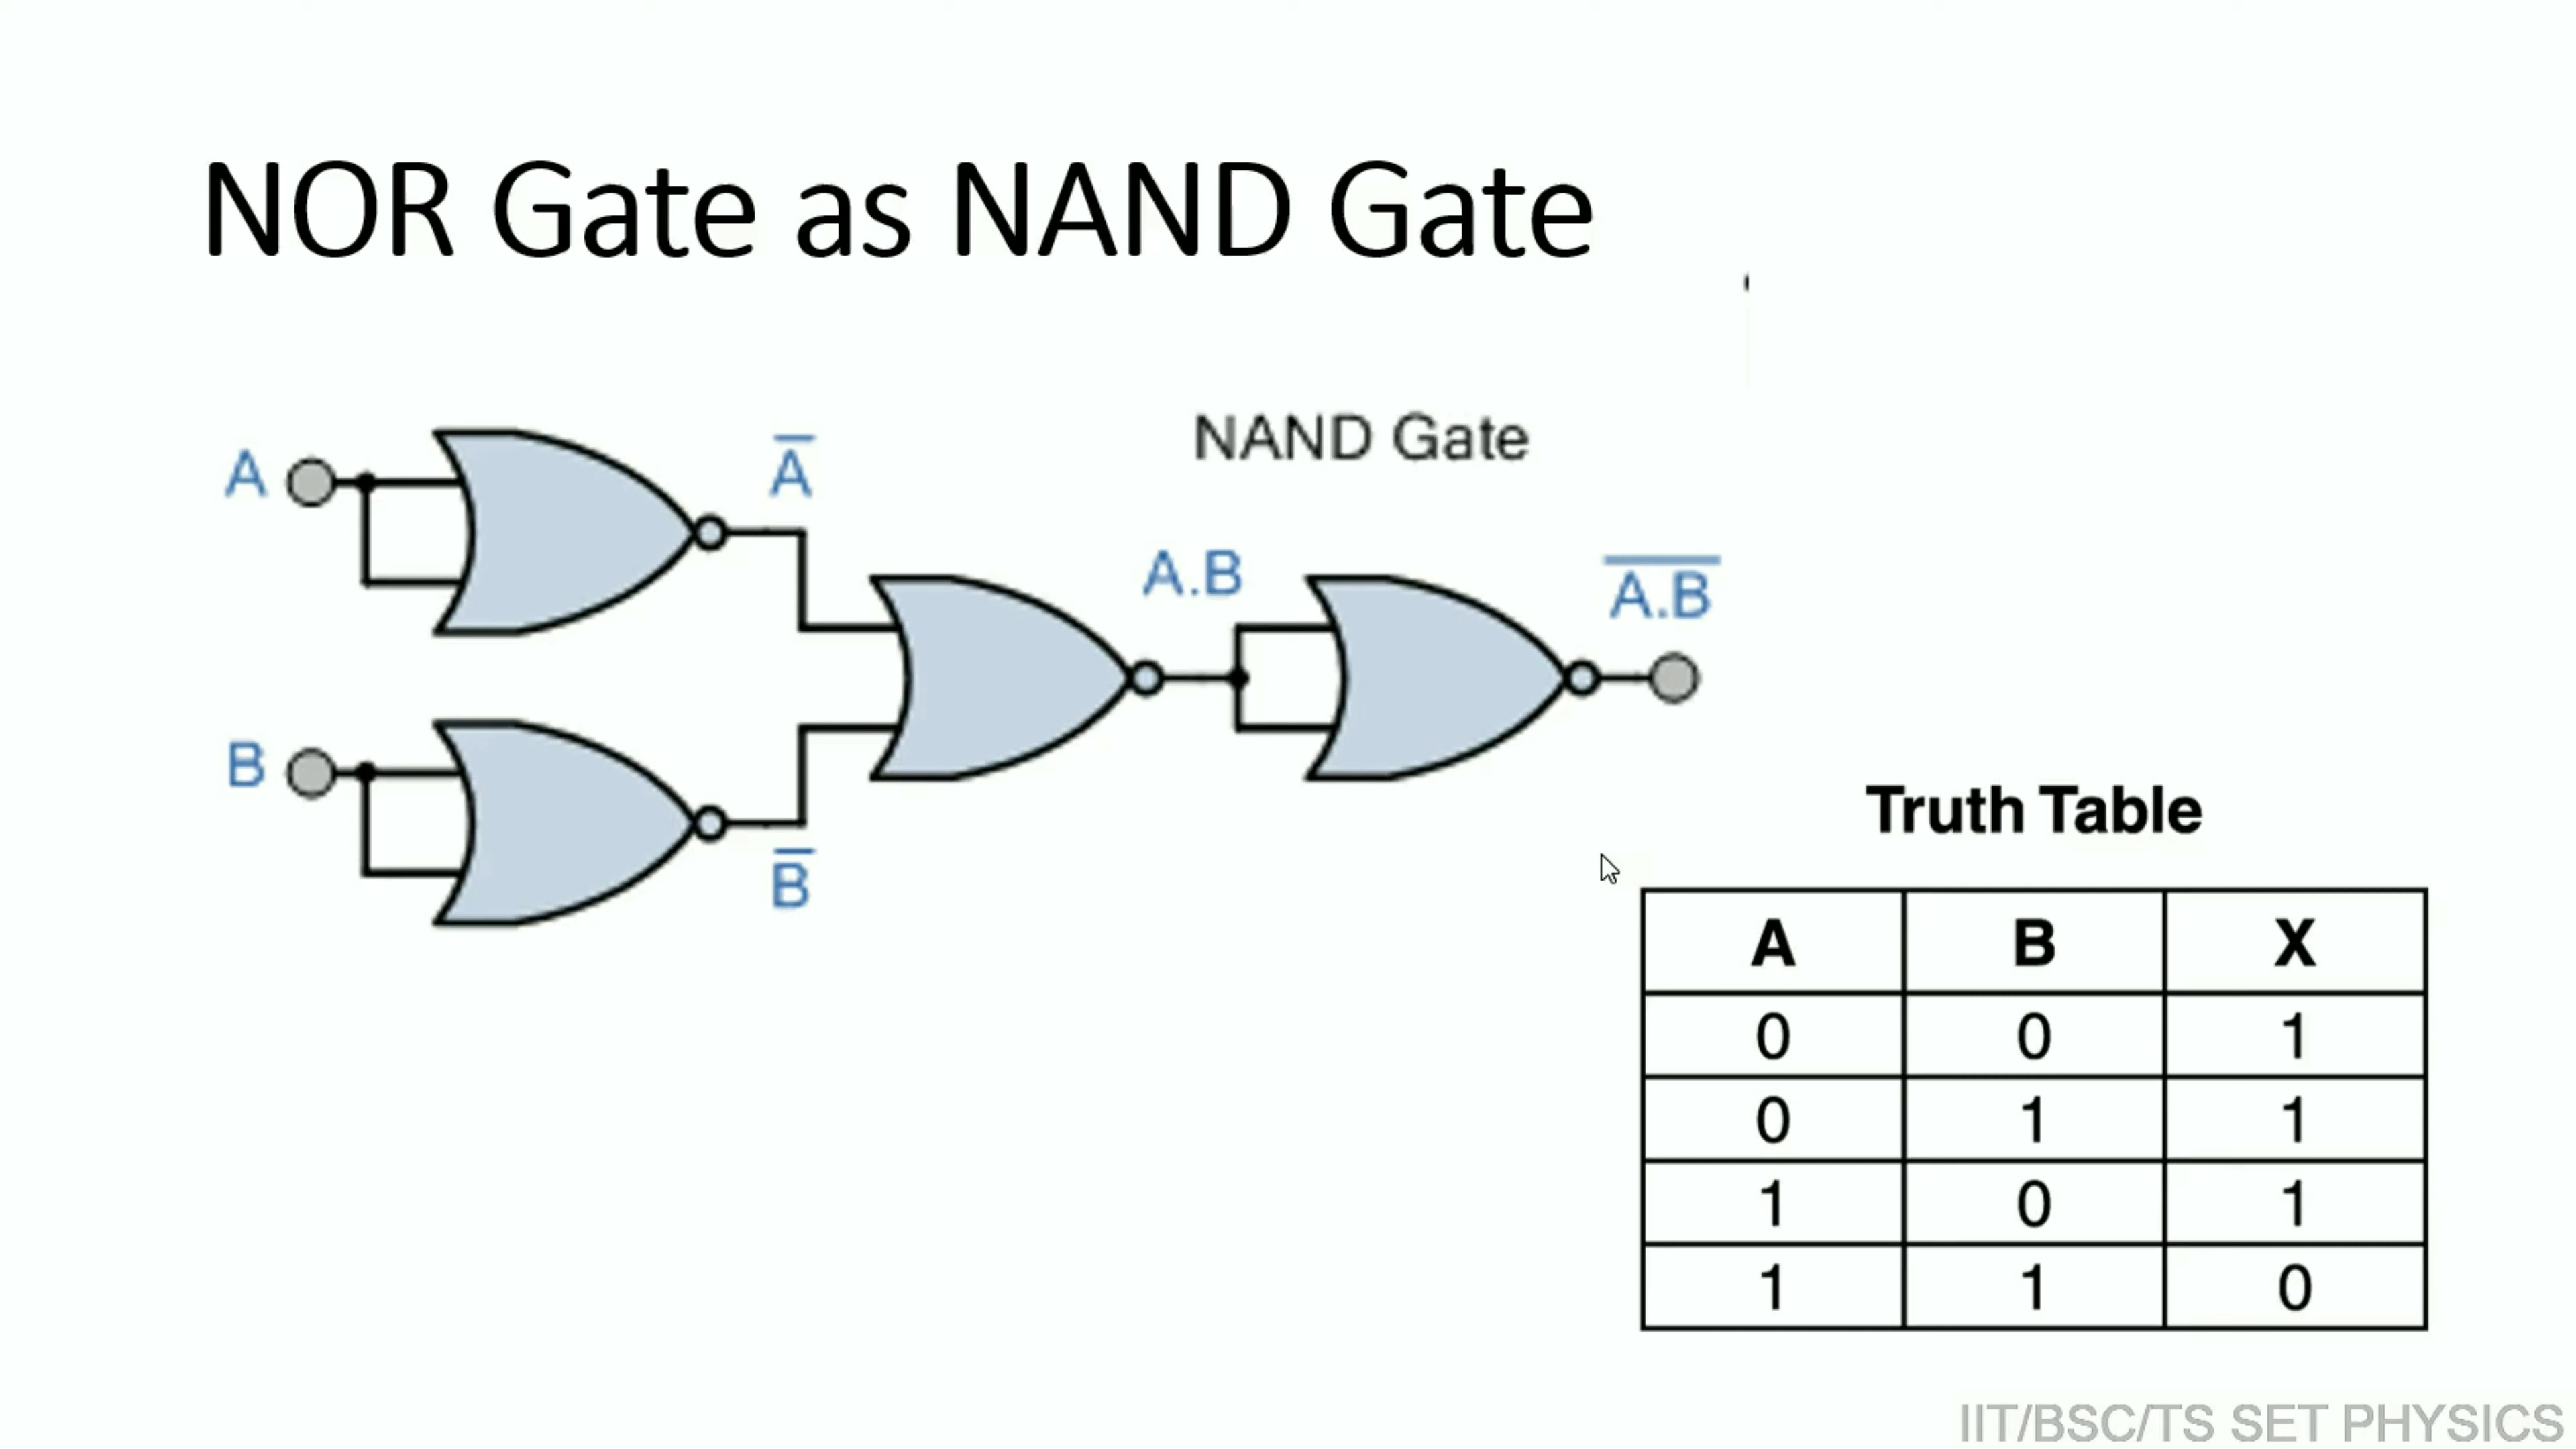 NOR Gate as NAND Gate
NAND Gate
A
A̅
A.B
A̅.̅B̅
B
B̅
Truth Table
A B X
0 0 1
0 1 1
1 0 1
1 1 0
IIT/BSC/TS SET PHYSICS